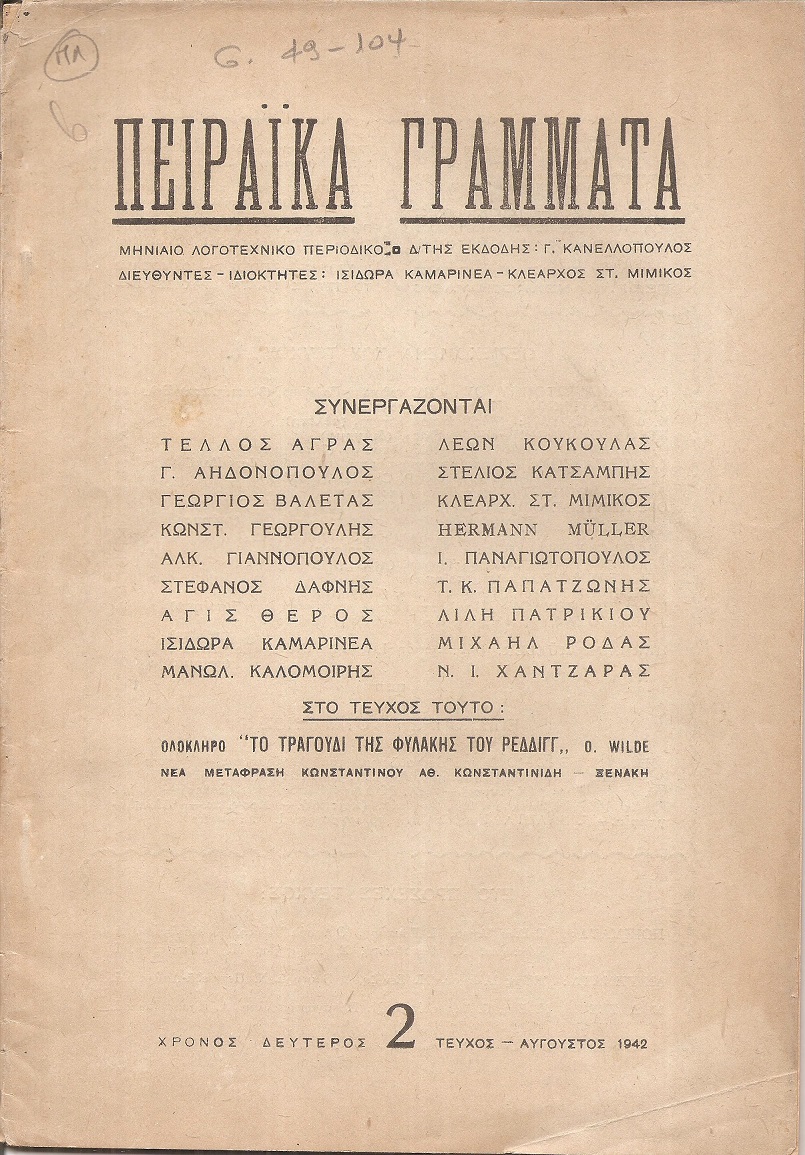 ΠΛ
G. 49-104
6
ΠΕΙΡΑΪΚΑ ΓΡΑΜΜΑΤΑ
ΜΗΝΙΑΙΟ ΛΟΓΟΤΕΧΝΙΚΟ ΠΕΡΙΟΔΙΚΟ Δ/ΤΗΣ ΕΚΔΟΔΗΣ: Γ. ΚΑΝΕΛΛΟΠΟΥΛΟΣ
ΔΙΕΥΘΥΝΤΕΣ - ΙΔΙΟΚΤΗΤΕΣ: ΙΣΙΔΩΡΑ ΚΑΜΑΡΙΝΕΑ - ΚΛΕΑΡΧΟΣ ΣΤ. ΜΙΜΙΚΟΣ
ΣΥΝΕΡΓΑΖΟΝΤΑΙ
ΤΕΛΛΟΣ ΑΓΡΑΣ
Γ. ΑΗΔΟΝΟΠΟΥΛΟΣ
ΓΕΩΡΓΙΟΣ ΒΑΛΕΤΑΣ
ΚΩΝΣΤ. ΓΕΩΡΓΟΥΛΗΣ
ΑΛΚ. ΓΙΑΝΝΟΠΟΥΛΟΣ
ΣΤΕΦΑΝΟΣ ΔΑΦΝΗΣ
ΑΓΙΣ ΘΕΡΟΣ
ΙΣΙΔΩΡΑ ΚΑΜΑΡΙΝΕΑ
ΜΑΝΩΛ. ΚΑΛΟΜΟΙΡΗΣ
ΛΕΩΝ ΚΟΥΚΟΥΛΑΣ
ΣΤΕΛΙΟΣ ΚΑΤΣΑΜΠΗΣ
ΚΛΕΑΡΧ. ΣΤ. ΜΙΜΙΚΟΣ
HERMANN MÜLLER
Ι. ΠΑΝΑΓΙΩΤΟΠΟΥΛΟΣ
Τ. Κ. ΠΑΠΑΤΖΩΝΗΣ
ΛΙΛΗ ΠΑΤΡΙΚΙΟΥ
ΜΙΧΑΗΛ ΡΟΔΑΣ
Ν. Ι. ΧΑΝΤΖΑΡΑΣ
ΣΤΟ ΤΕΥΧΟΣ ΤΟΥΤΟ:
ΟΛΟΚΛΗΡΟ "ΤΟ ΤΡΑΓΟΥΔΙ ΤΗΣ ΦΥΛΑΚΗΣ ΤΟΥ ΡΕΔΔΙΓΓ„ O. WILDE
ΝΕΑ ΜΕΤΑΦΡΑΣΗ ΚΩΝΣΤΑΝΤΙΝΟΥ ΑΘ. ΚΩΝΣΤΑΝΤΙΝΙΔΗ - ΞΕΝΑΚΗ
ΧΡΟΝΟΣ ΔΕΥΤΕΡΟΣ 2 ΤΕΥΧΟΣ - ΑΥΓΟΥΣΤΟΣ 1942